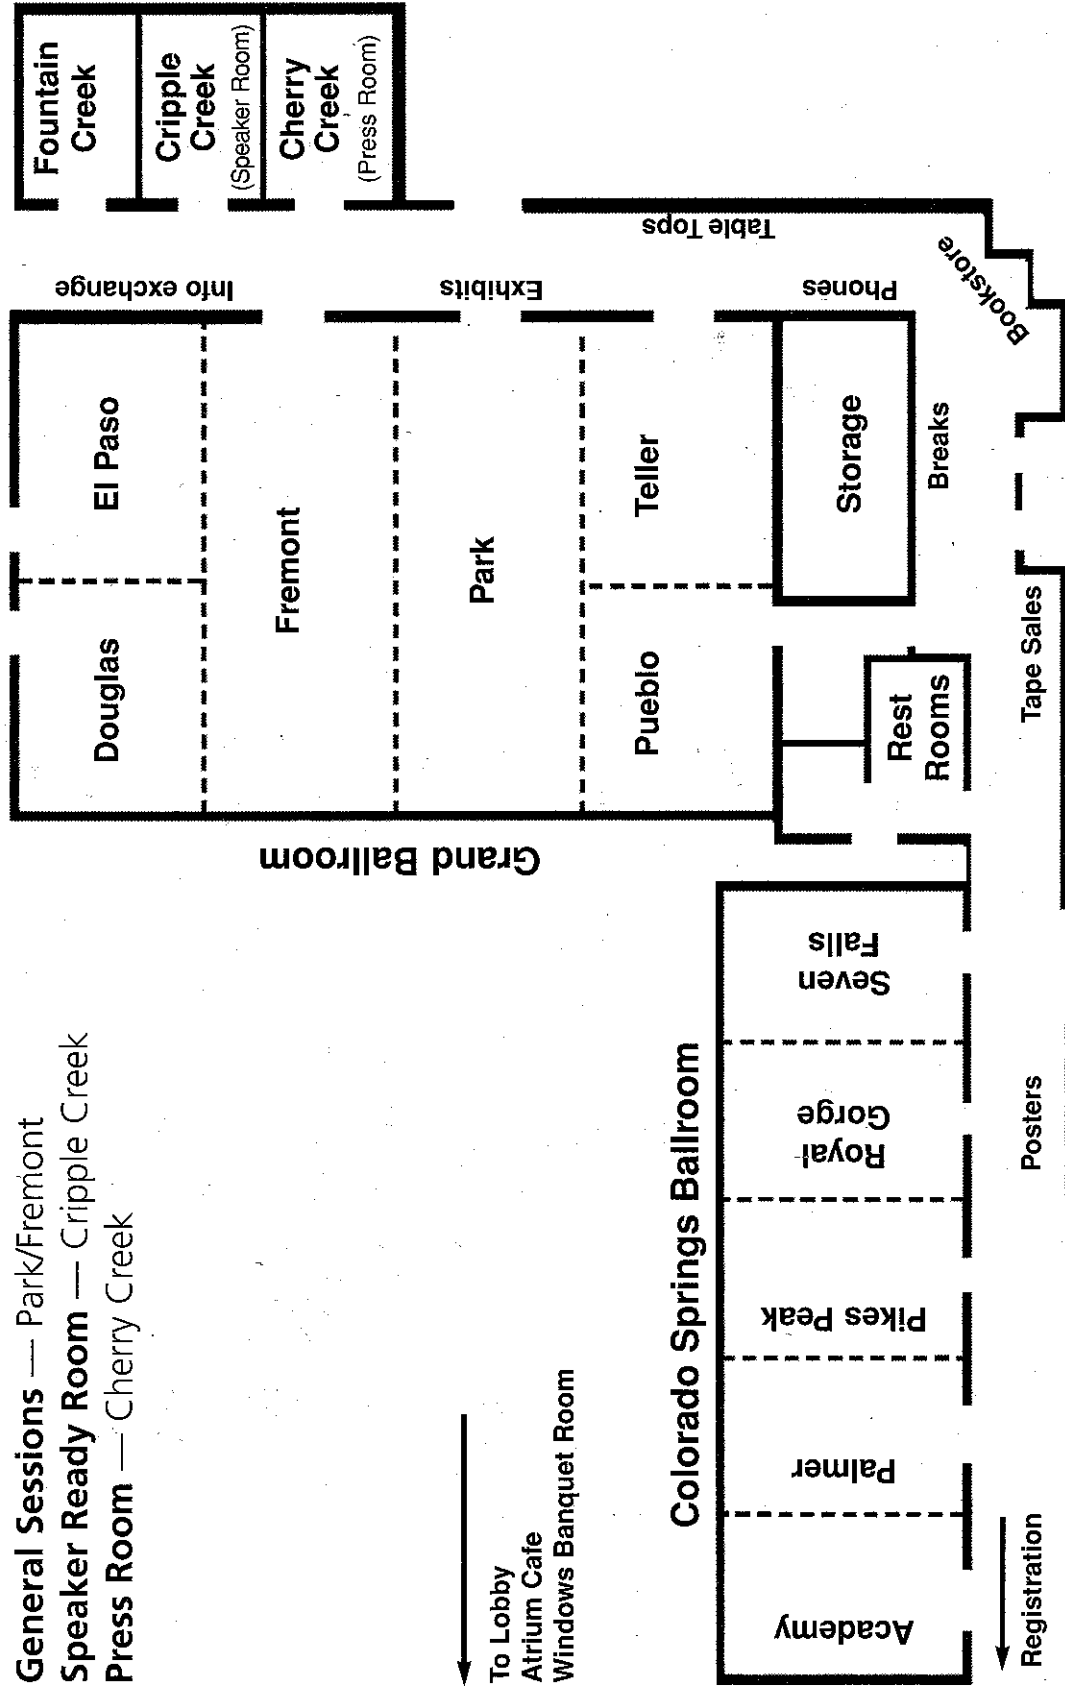 General Sessions — Park/Fremont
Speaker Ready Room — Cripple Creek
Press Room — Cherry Creek
Fountain
Creek
Cripple
Creek
(Speaker Room)
Cherry
Creek
(Press Room)
Info exchange
Exhibits
Table Tops
Phones
Bookstore
Douglas
El Paso
Fremont
Park
Pueblo
Teller
Storage
Breaks
Rest
Rooms
Tape Sales
Grand Ballroom
To Lobby
Atrium Cafe
Windows Banquet Room
Colorado Springs Ballroom
Academy
Palmer
Pikes Peak
Royal
Gorge
Seven
Falls
Registration
Posters